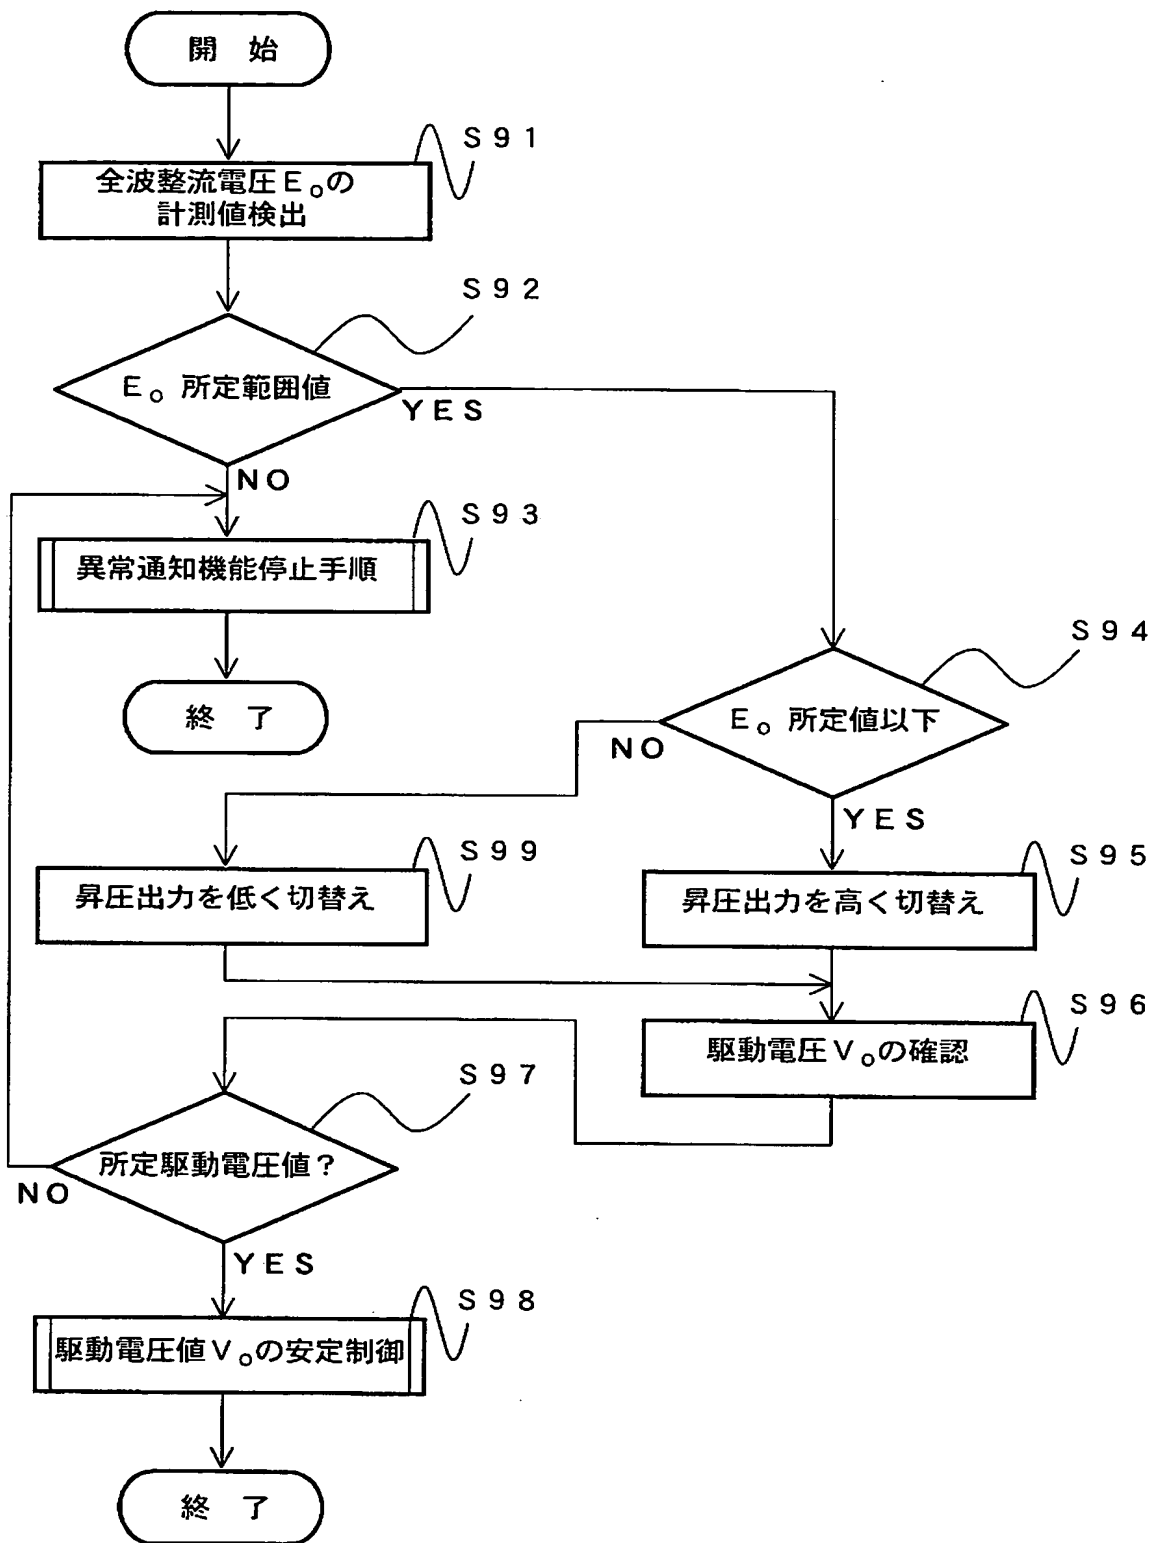 開 始
S91
全波整流電圧E₀の
計測値検出
S92
E₀ 所定範囲値
YES
NO
S93
異常通知機能停止手順
終 了
S94
E₀ 所定値以下
NO
YES
S99
昇圧出力を低く切替え
S95
昇圧出力を高く切替え
S96
駆動電圧V₀の確認
S97
所定駆動電圧値?
NO
YES
S98
駆動電圧値V₀の安定制御
終 了